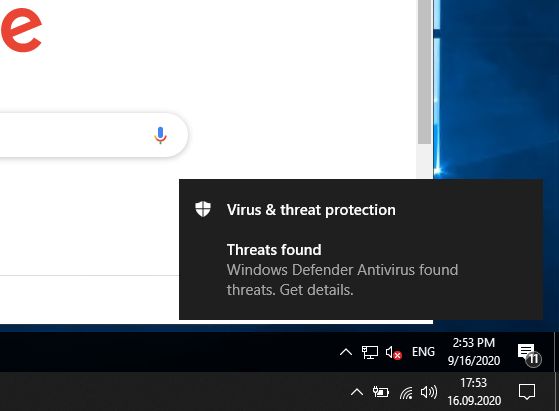 e
Virus & threat protection
Threats found
Windows Defender Antivirus found
threats. Get details.
ENG
2:53 PM
9/16/2020
11
17:53
16.09.2020